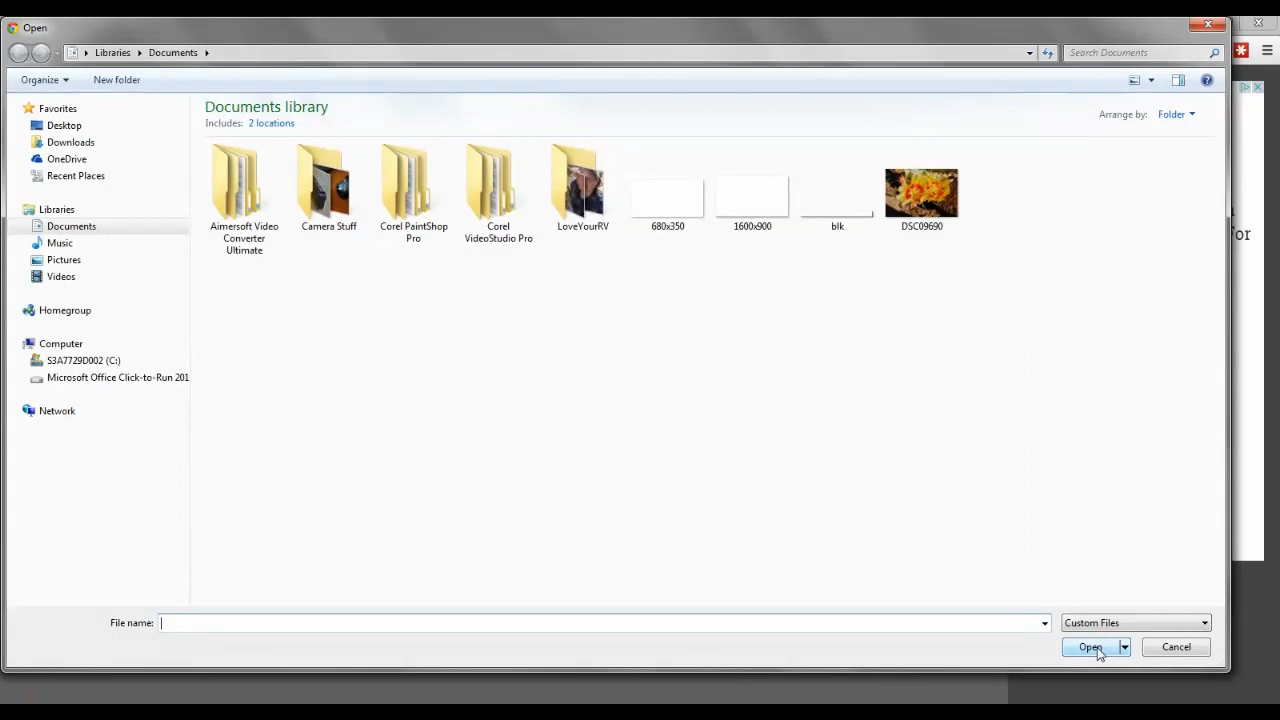 Open
Libraries Documents
Search Documents
Organize
New folder
Favorites
Desktop
Downloads
OneDrive
Recent Places
Libraries
Documents
Music
Pictures
Videos
Homegroup
Computer
S3A7729D002 (C:)
Microsoft Office Click-to-Run 201
Network
Documents library
Includes: 2 locations
Arrange by: Folder
Aimersoft Video
Converter
Ultimate
Camera Stuff
Corel PaintShop
Pro
Corel
VideoStudio Pro
LoveYourRV
680x350
1600x900
blk
DSC09690
For
File name:
Custom Files
Open
Cancel